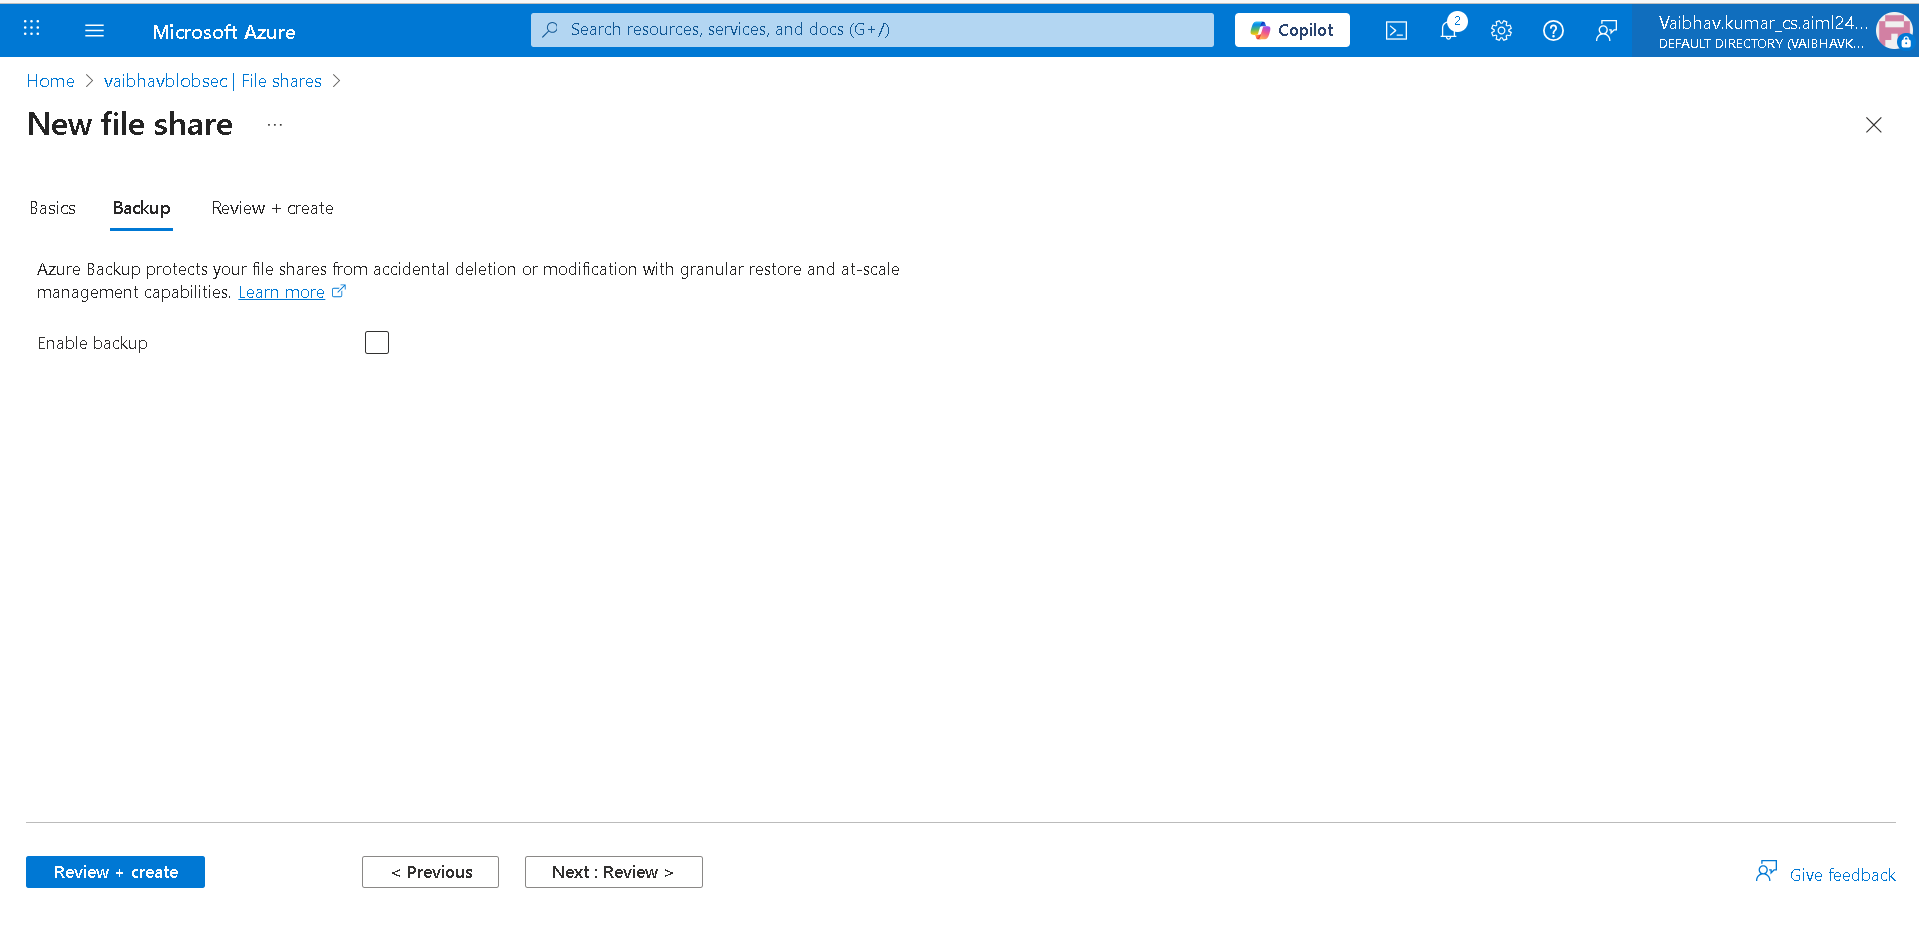 Microsoft Azure
Search resources, services, and docs (G+/)
Copilot
2
Vaibhav.kumar_cs.aiml24...
DEFAULT DIRECTORY (VAIBHAVK...
Home > vaibhavblobsec | File shares >
New file share ...
Basics
Backup
Review + create
Azure Backup protects your file shares from accidental deletion or modification with granular restore and at-scale
management capabilities. Learn more
Enable backup
Review + create
< Previous
Next : Review >
Give feedback